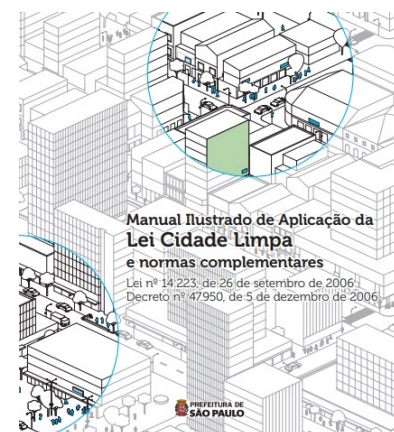 Manual Ilustrado de Aplicação da
Lei Cidade Limpa
e normas complementares
Lei nº 14.223, de 26 de setembro de 2006
Decreto nº 47950, de 5 de dezembro de 2006
PREFEITURA DE
SÃO PAULO